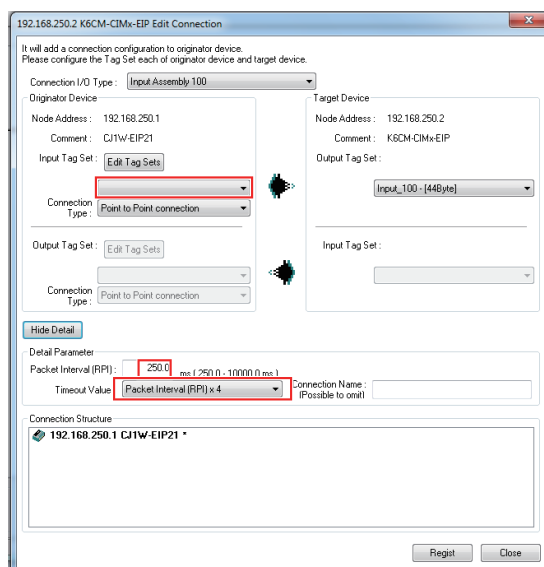 192.168.250.2 K6CM-CIMx-EIP Edit Connection
It will add a connection configuration to originator device.
Please configure the Tag Set each of originator device and target device.
Connection I/O Type : Input Assembly 100
Originator Device
Target Device
Node Address : 192.168.250.1
Node Address : 192.168.250.2
Comment : CJ1W-EIP21
Comment : K6CM-CIMx-EIP
Input Tag Set : Edit Tag Sets
Output Tag Set :
Input_100 - [44Byte]
Connection Type : Point to Point connection
Output Tag Set : Edit Tag Sets
Input Tag Set :
Connection Type : Point to Point connection
Hide Detail
Detail Parameter
Packet Interval (RPI) : 250.0 ms ( 250.0 - 10000.0 ms )
Timeout Value Packet Interval (RPI) x 4
Connection Name :
(Possible to omit)
Connection Structure
192.168.250.1 CJ1W-EIP21 *
Regist Close